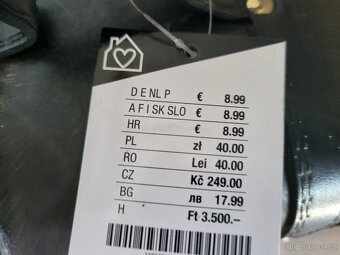 D E NL P € 8.99
A FI SK SLO € 8.99
HR € 8.99
PL zł 40.00
RO Lei 40.00
CZ Kč 249.00
BG лв 17.99
H Ft 3.500.–